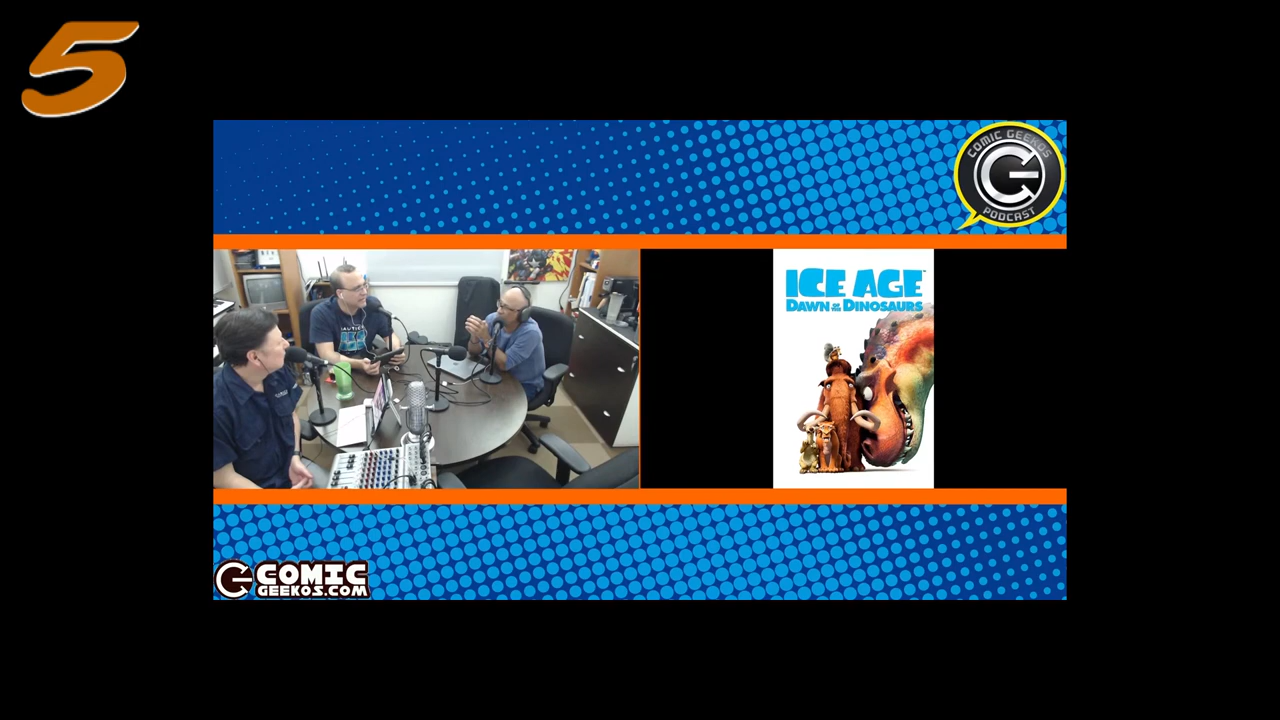 5
COMIC GEEKOS
PODCAST
ICE AGE
DAWN OF THE DINOSAURS
COMIC
GEEKOS.COM